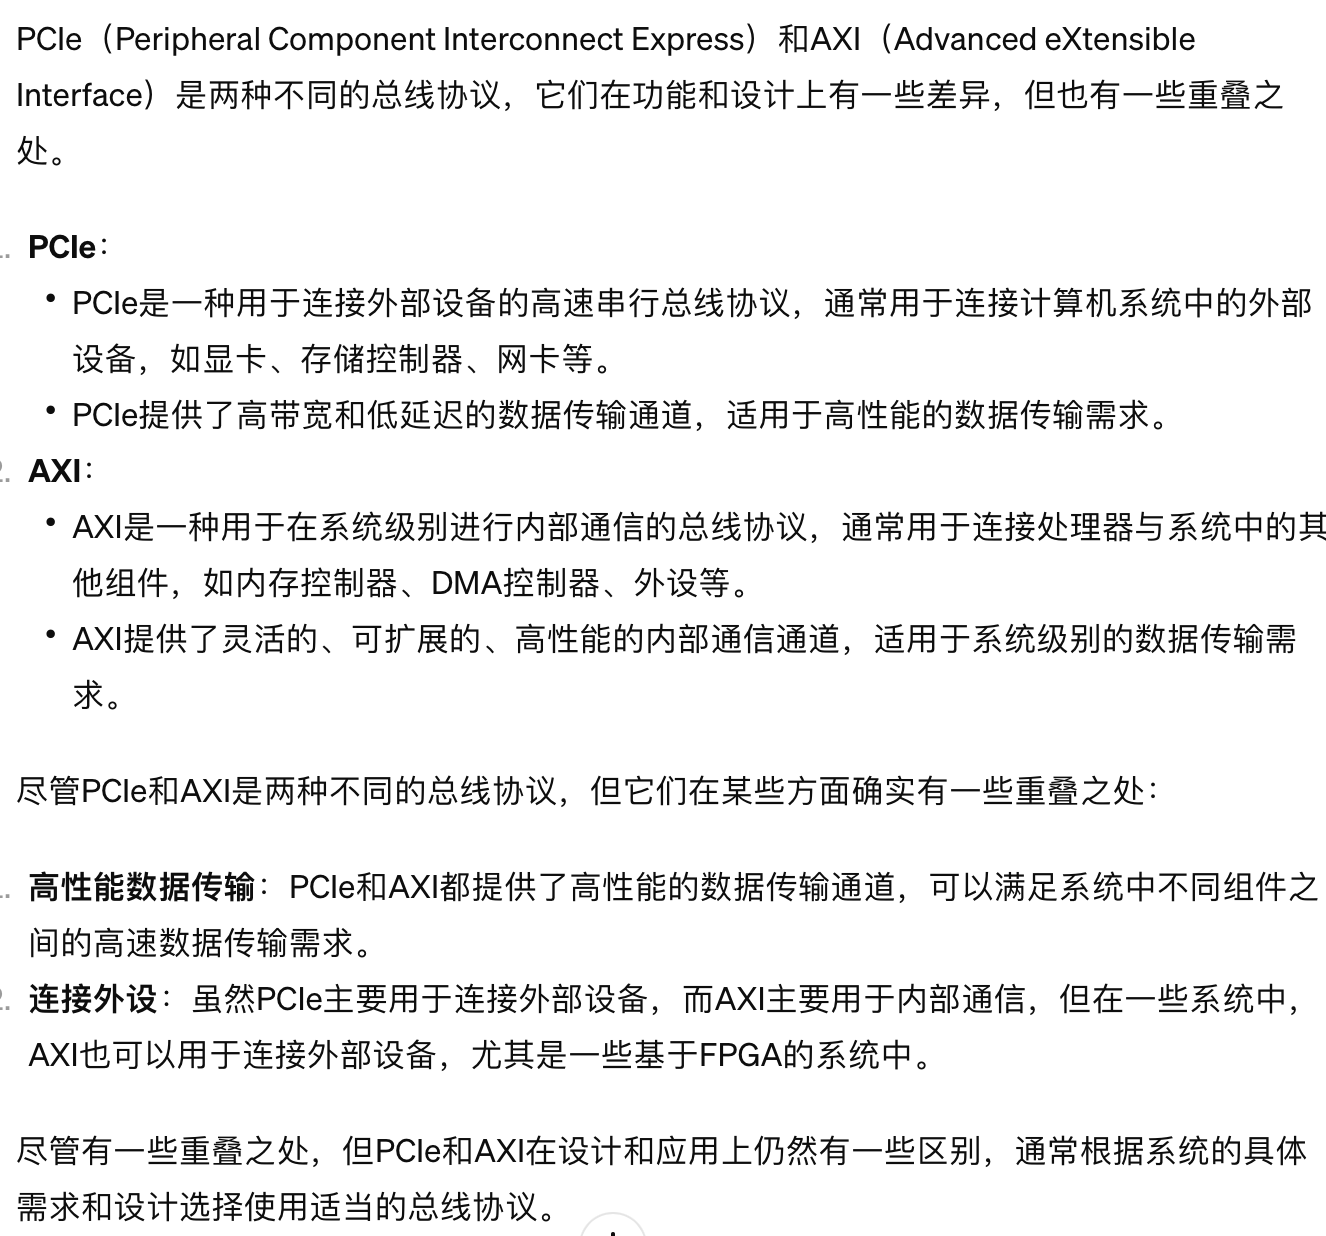 PCIe（Peripheral Component Interconnect Express）和AXI（Advanced eXtensible
Interface）是两种不同的总线协议，它们在功能和设计上有一些差异，但也有一些重叠之
处。
PCIe：
• PCIe是一种用于连接外部设备的高速串行总线协议，通常用于连接计算机系统中的外部
设备，如显卡、存储控制器、网卡等。
• PCIe提供了高带宽和低延迟的数据传输通道，适用于高性能的数据传输需求。
2. AXI：
• AXI是一种用于在系统级别进行内部通信的总线协议，通常用于连接处理器与系统中的其
他组件，如内存控制器、DMA控制器、外设等。
• AXI提供了灵活的、可扩展的、高性能的内部通信通道，适用于系统级别的数据传输需
求。
尽管PCIe和AXI是两种不同的总线协议，但它们在某些方面确实有一些重叠之处：
高性能数据传输：PCIe和AXI都提供了高性能的数据传输通道，可以满足系统中不同组件之
间的高速数据传输需求。
2. 连接外设：虽然PCIe主要用于连接外部设备，而AXI主要用于内部通信，但在一些系统中，
AXI也可以用于连接外部设备，尤其是一些基于FPGA的系统中。
尽管有一些重叠之处，但PCIe和AXI在设计和应用上仍然有一些区别，通常根据系统的具体
需求和设计选择使用适当的总线协议。